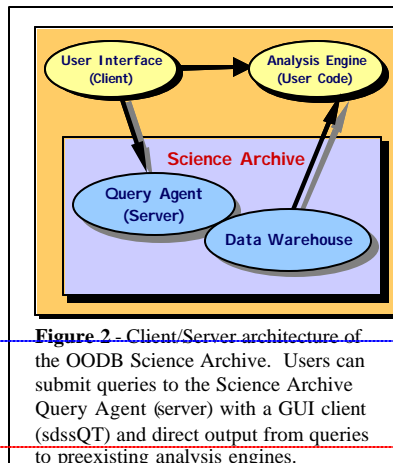 User Interface
(Client)
Analysis Engine
(User Code)
Science Archive
Query Agent
(Server)
Data Warehouse
Figure 2 - Client/Server architecture of
the OODB Science Archive. Users can
submit queries to the Science Archive
Query Agent (server) with a GUI client
(sdssQT) and direct output from queries
to preexisting analysis engines.